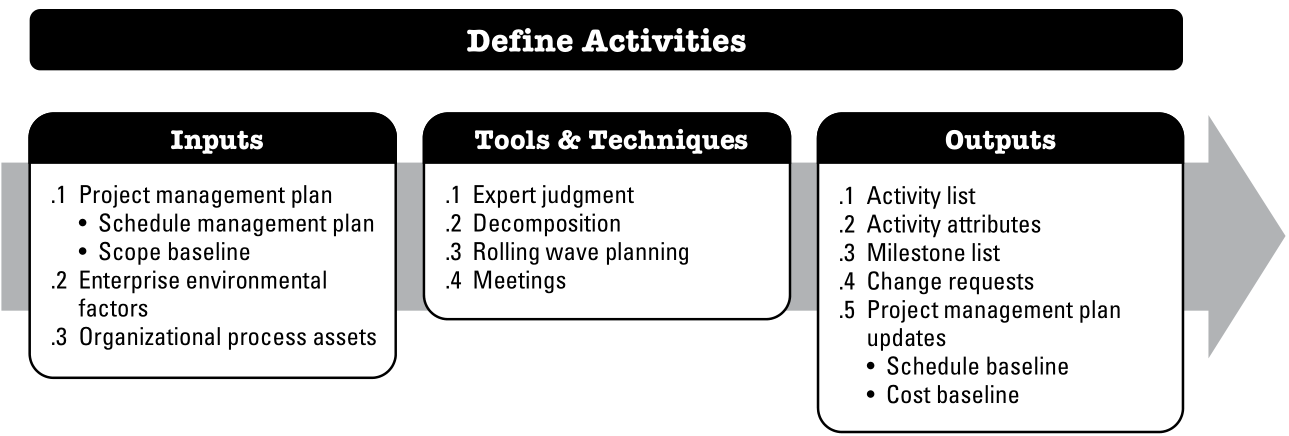 Define Activities
Inputs
.1 Project management plan
• Schedule management plan
• Scope baseline
.2 Enterprise environmental
factors
.3 Organizational process assets
Tools & Techniques
.1 Expert judgment
.2 Decomposition
.3 Rolling wave planning
.4 Meetings
Outputs
.1 Activity list
.2 Activity attributes
.3 Milestone list
.4 Change requests
.5 Project management plan
updates
• Schedule baseline
• Cost baseline